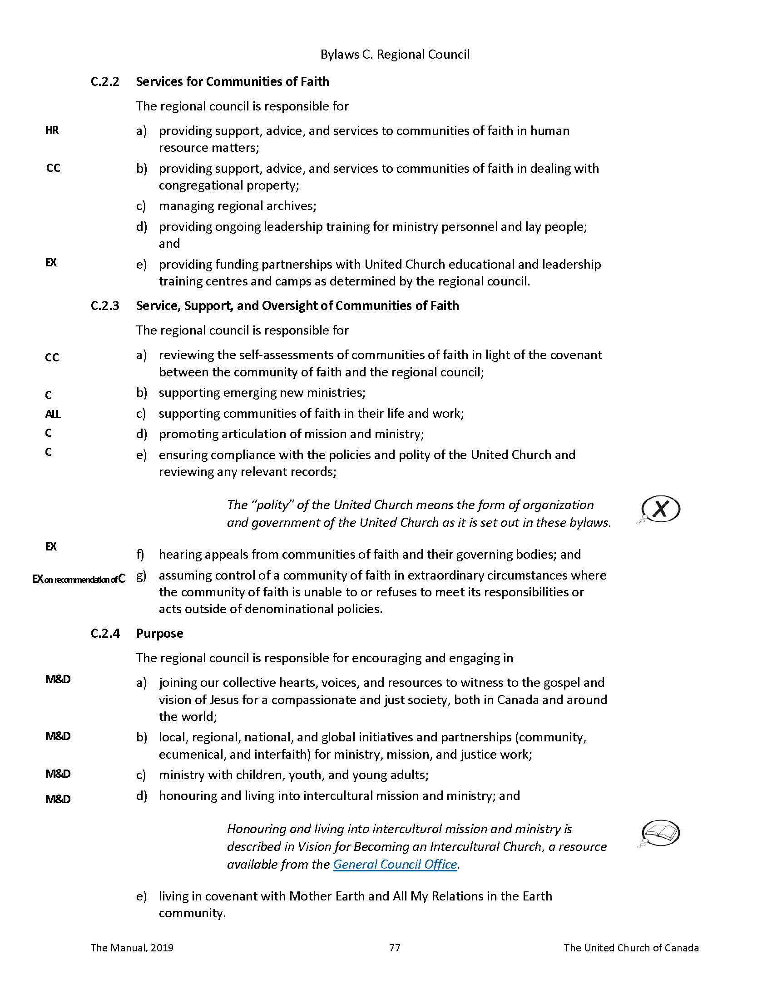 Bylaws C. Regional Council
C.2.2 Services for Communities of Faith
The regional council is responsible for
HR a) providing support, advice, and services to communities of faith in human
resource matters;
CC b) providing support, advice, and services to communities of faith in dealing with
congregational property;
c) managing regional archives;
d) providing ongoing leadership training for ministry personnel and lay people;
and
EX e) providing funding partnerships with United Church educational and leadership
training centres and camps as determined by the regional council.
C.2.3 Service, Support, and Oversight of Communities of Faith
The regional council is responsible for
CC a) reviewing the self-assessments of communities of faith in light of the covenant
between the community of faith and the regional council;
C b) supporting emerging new ministries;
ALL c) supporting communities of faith in their life and work;
C d) promoting articulation of mission and ministry;
C e) ensuring compliance with the policies and polity of the United Church and
reviewing any relevant records;
The “polity” of the United Church means the form of organization
and government of the United Church as it is set out in these bylaws.
X
EX f) hearing appeals from communities of faith and their governing bodies; and
EX on recommendation of C g) assuming control of a community of faith in extraordinary circumstances where
the community of faith is unable to or refuses to meet its responsibilities or
acts outside of denominational policies.
C.2.4 Purpose
The regional council is responsible for encouraging and engaging in
M&D a) joining our collective hearts, voices, and resources to witness to the gospel and
vision of Jesus for a compassionate and just society, both in Canada and around
the world;
M&D b) local, regional, national, and global initiatives and partnerships (community,
ecumenical, and interfaith) for ministry, mission, and justice work;
M&D c) ministry with children, youth, and young adults;
M&D d) honouring and living into intercultural mission and ministry; and
Honouring and living into intercultural mission and ministry is
described in Vision for Becoming an Intercultural Church, a resource
available from the General Council Office.
e) living in covenant with Mother Earth and All My Relations in the Earth
community.
The Manual, 2019 77 The United Church of Canada